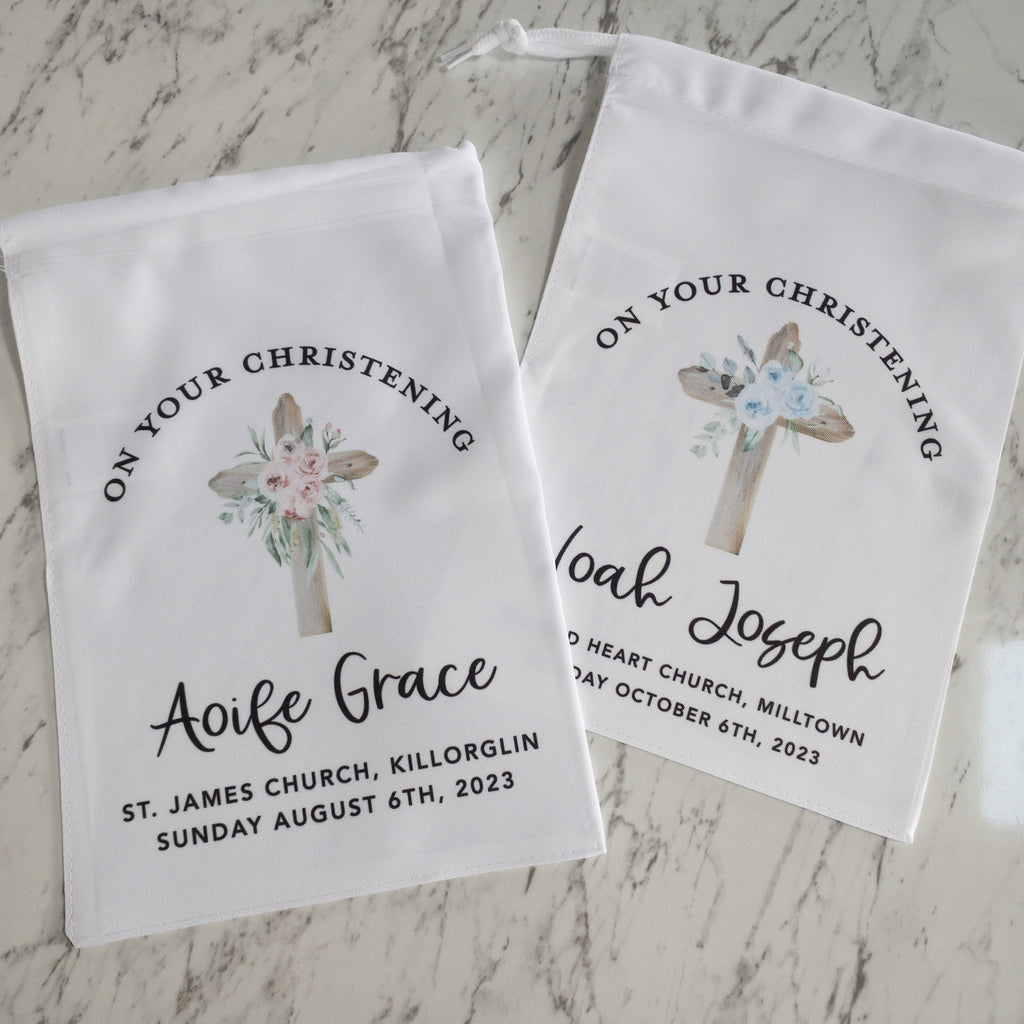 ON YOUR CHRISTENING
Aoife Grace
ST. JAMES CHURCH, KILLORGLIN
SUNDAY AUGUST 6TH, 2023
ON YOUR CHRISTENING
Noah Joseph
HEART CHURCH, MILLTOWN
OCTOBER 6TH, 2023